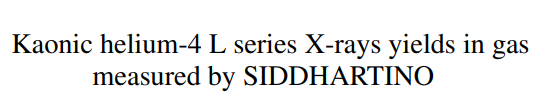 Kaonic helium-4 L series X-rays yields in gas
measured by SIDDHARTINO